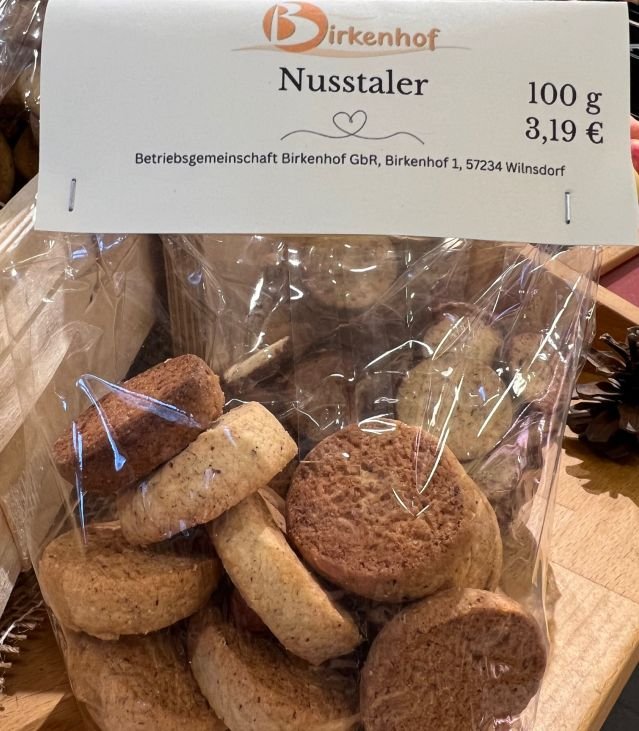 Birkenhof
Nusstaler
100 g
3,19 €
Betriebsgemeinschaft Birkenhof GbR, Birkenhof 1, 57234 Wilnsdorf